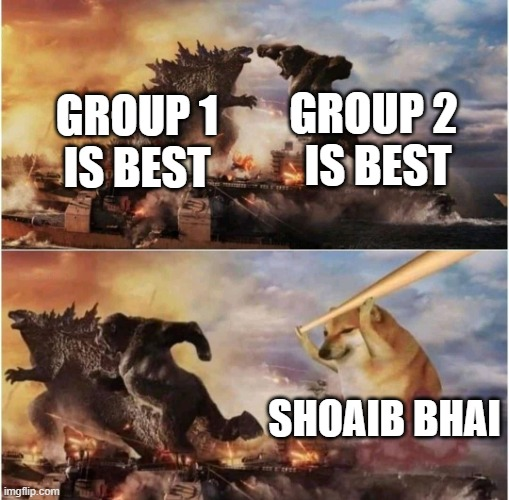 GROUP 1
IS BEST
GROUP 2
IS BEST
SHOAIB BHAI
imgflip.com